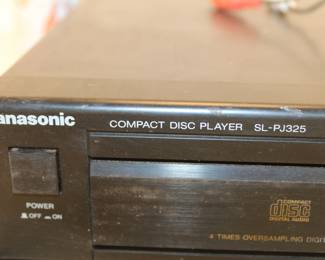 anasonic
COMPACT DISC PLAYER SL-PJ325
POWER
OFF ON
COMPACT
disc
DIGITAL AUDIO
4 TIMES OVERSAMPLING DIGI